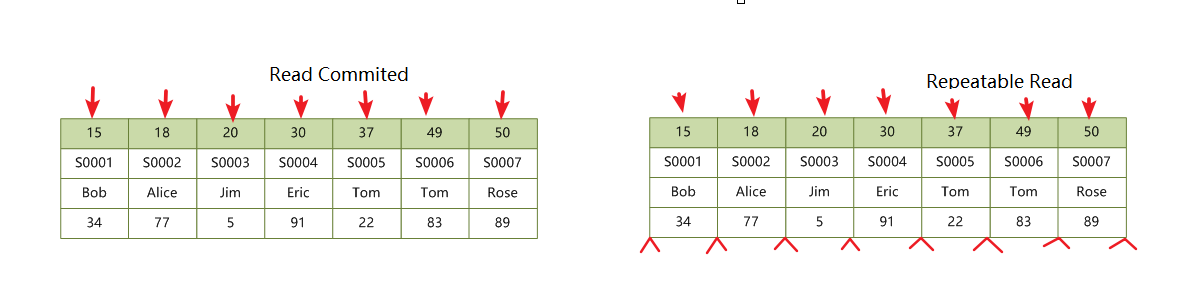 Read Commited
15 18 20 30 37 49 50
S0001 S0002 S0003 S0004 S0005 S0006 S0007
Bob Alice Jim Eric Tom Tom Rose
34 77 5 91 22 83 89
Repeatable Read
15 18 20 30 37 49 50
S0001 S0002 S0003 S0004 S0005 S0006 S0007
Bob Alice Jim Eric Tom Tom Rose
34 77 5 91 22 83 89